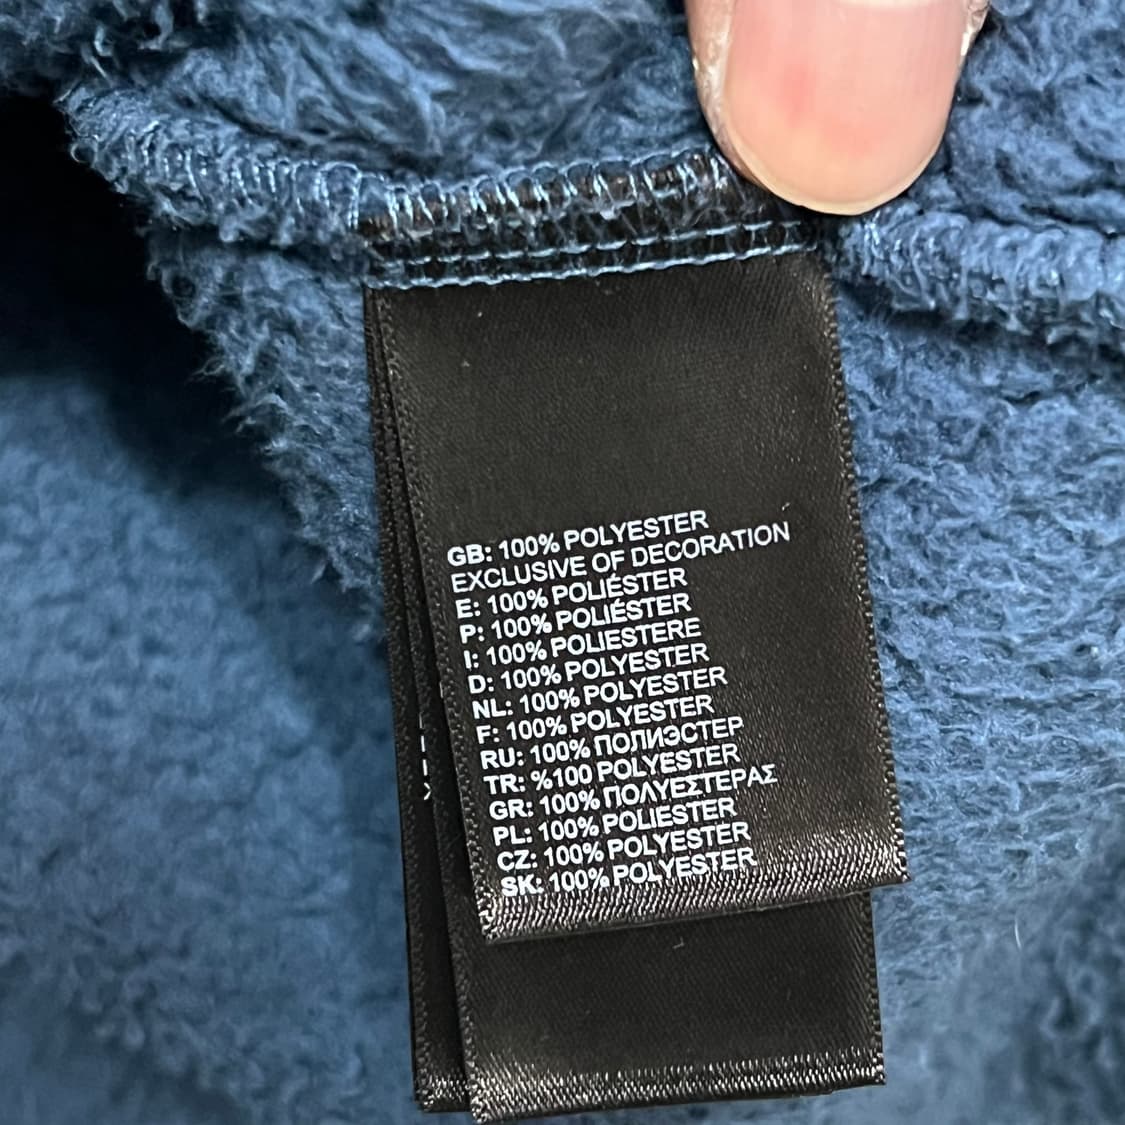 GB: 100% POLYESTER
EXCLUSIVE OF DECORATION
E: 100% POLIÉSTER
P: 100% POLIÉSTER
I: 100% POLIESTERE
D: 100% POLYESTER
NL: 100% POLYESTER
F: 100% POLYESTER
RU: 100% ПОЛИЭСТЕР
TR: %100 POLYESTER
GR: 100% ΠΟΛΥΕΣΤΕΡΑΣ
PL: 100% POLIESTER
CZ: 100% POLYESTER
SK: 100% POLYESTER